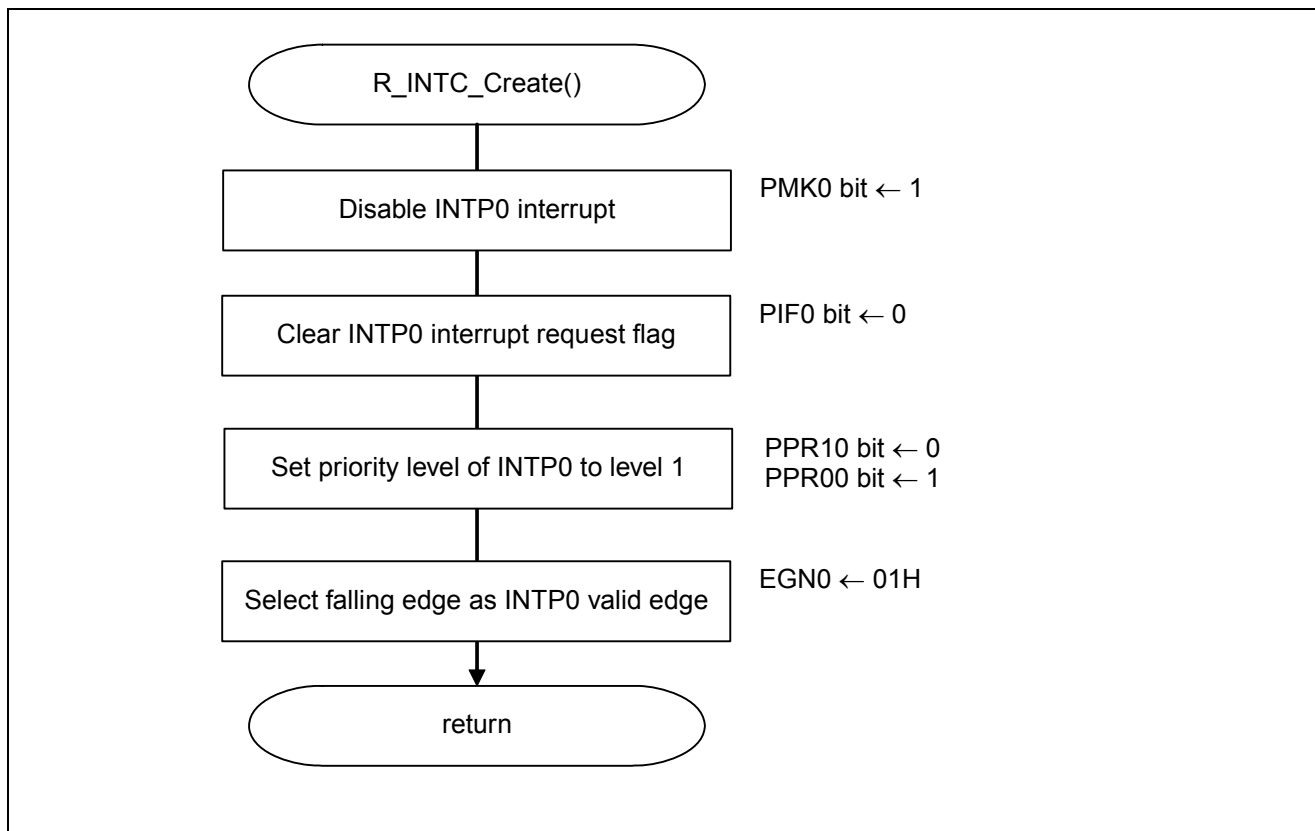 R_INTC_Create()
Disable INTP0 interrupt
PMK0 bit ← 1
Clear INTP0 interrupt request flag
PIF0 bit ← 0
Set priority level of INTP0 to level 1
PPR10 bit ← 0
PPR00 bit ← 1
Select falling edge as INTP0 valid edge
EGN0 ← 01H
return